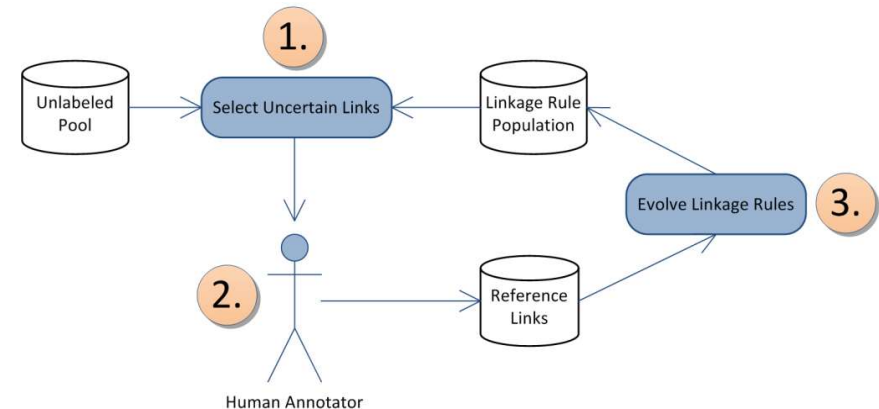 1.
Unlabeled
Pool
Select Uncertain Links
Linkage Rule
Population
Evolve Linkage Rules
3.
2.
Reference
Links
Human Annotator